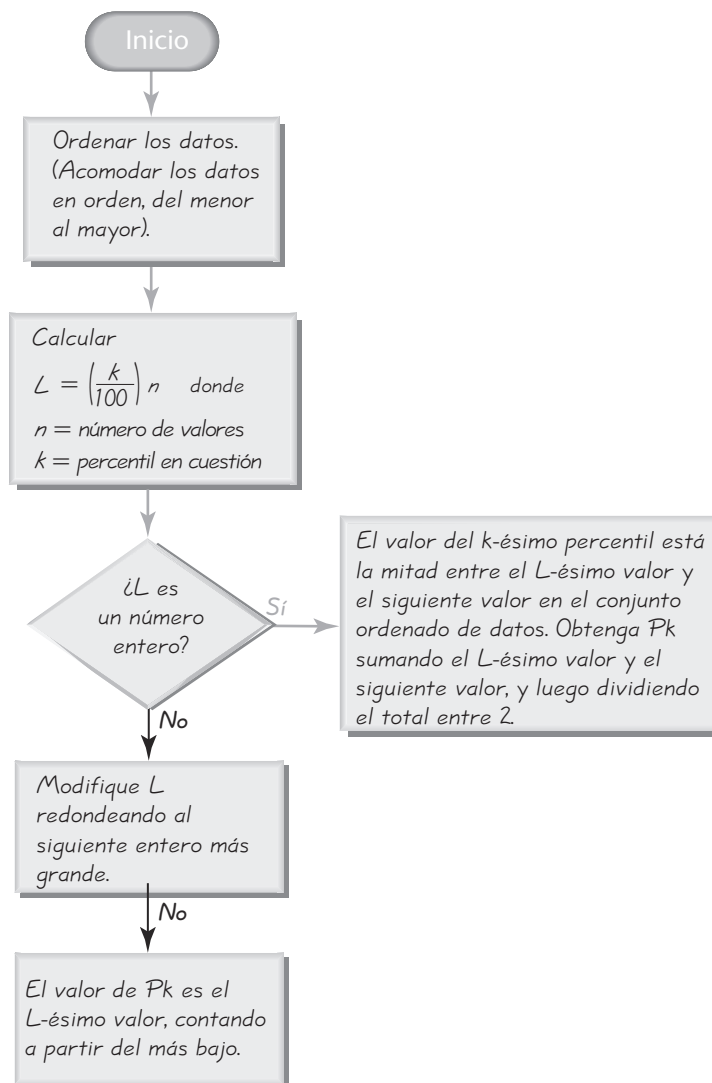 Inicio
Ordenar los datos.
(Acomodar los datos
en orden, del menor
al mayor).
Calcular
L = (k/100) n donde
n = número de valores
k = percentil en cuestión
¿L es
un número
entero?
Sí
El valor del k-ésimo percentil está
la mitad entre el L-ésimo valor y
el siguiente valor en el conjunto
ordenado de datos. Obtenga Pk
sumando el L-ésimo valor y el
siguiente valor, y luego dividiendo
el total entre 2.
No
Modifique L
redondeando al
siguiente entero más
grande.
No
El valor de Pk es el
L-ésimo valor, contando
a partir del más bajo.